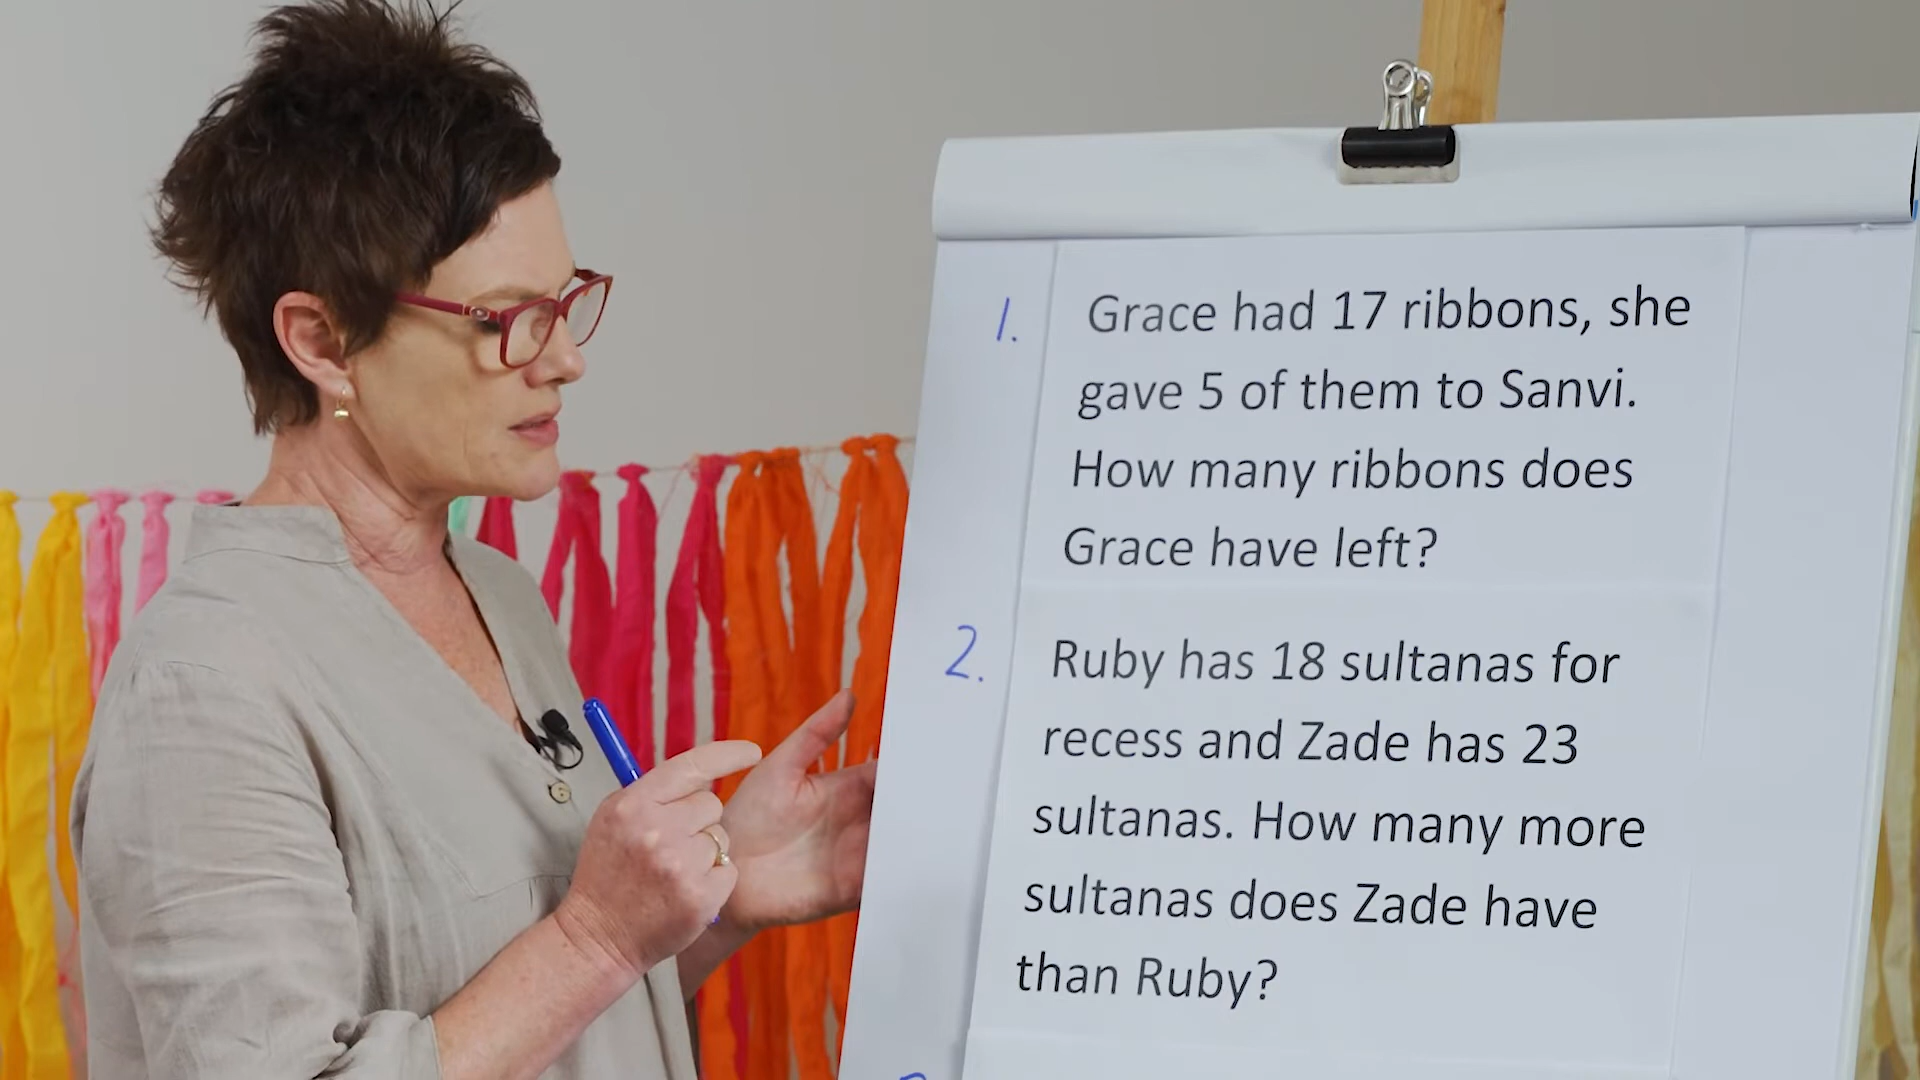 1. Grace had 17 ribbons, she
gave 5 of them to Sanvi.
How many ribbons does
Grace have left?
2. Ruby has 18 sultanas for
recess and Zade has 23
sultanas. How many more
sultanas does Zade have
than Ruby?